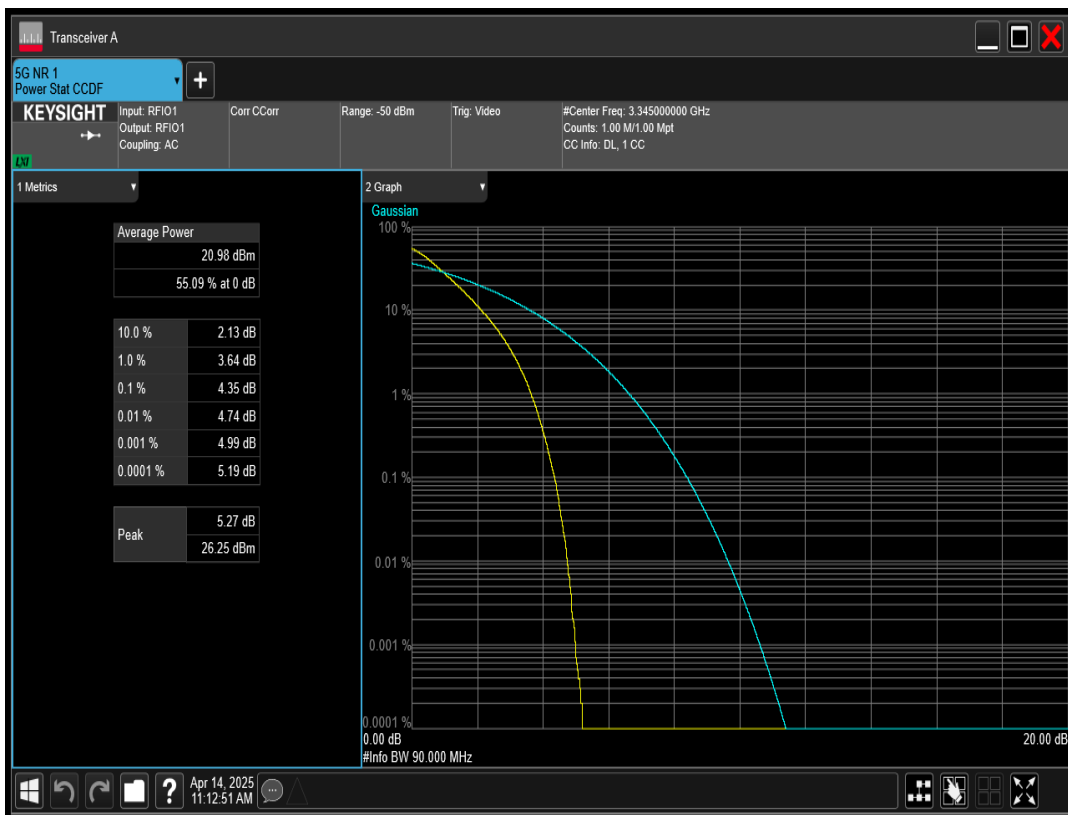 Transceiver A
5G NR 1
Power Stat CCDF
+
KEYSIGHT
LXI
Input: RFIO1
Output: RFIO1
Coupling: AC
Corr CCorr
Range: -50 dBm
Trig: Video
#Center Freq: 3.345000000 GHz
Counts: 1.00 M/1.00 Mpt
CC Info: DL, 1 CC
1 Metrics
Average Power
20.98 dBm
55.09 % at 0 dB
10.0 % 2.13 dB
1.0 % 3.64 dB
0.1 % 4.35 dB
0.01 % 4.74 dB
0.001 % 4.99 dB
0.0001 % 5.19 dB
Peak 5.27 dB
26.25 dBm
2 Graph
Gaussian
100 %
10 %
1 %
0.1 %
0.01 %
0.001 %
0.0001 %
0.00 dB 20.00 dB
#Info BW 90.000 MHz
?
Apr 14, 2025
11:12:51 AM